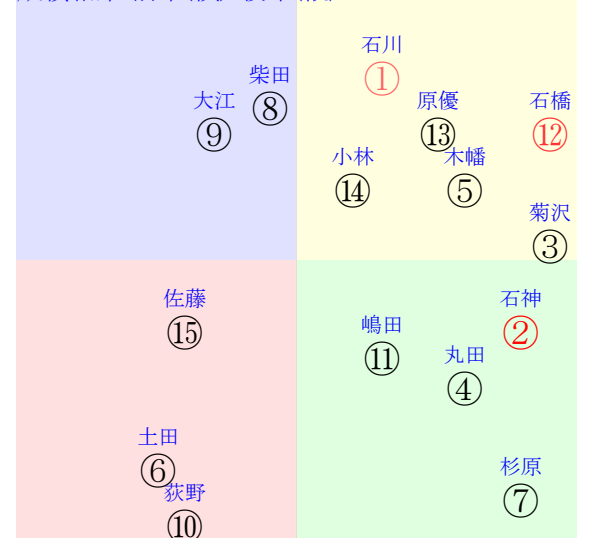 石川
①
柴田
⑧
大江
⑨
原優
⑬
石橋
⑫
小林
⑭
木幡
⑤
菊沢
③
佐藤
⑮
石神
②
嶋田
⑪
丸田
④
土田
⑥
杉原
⑦
荻野
⑩